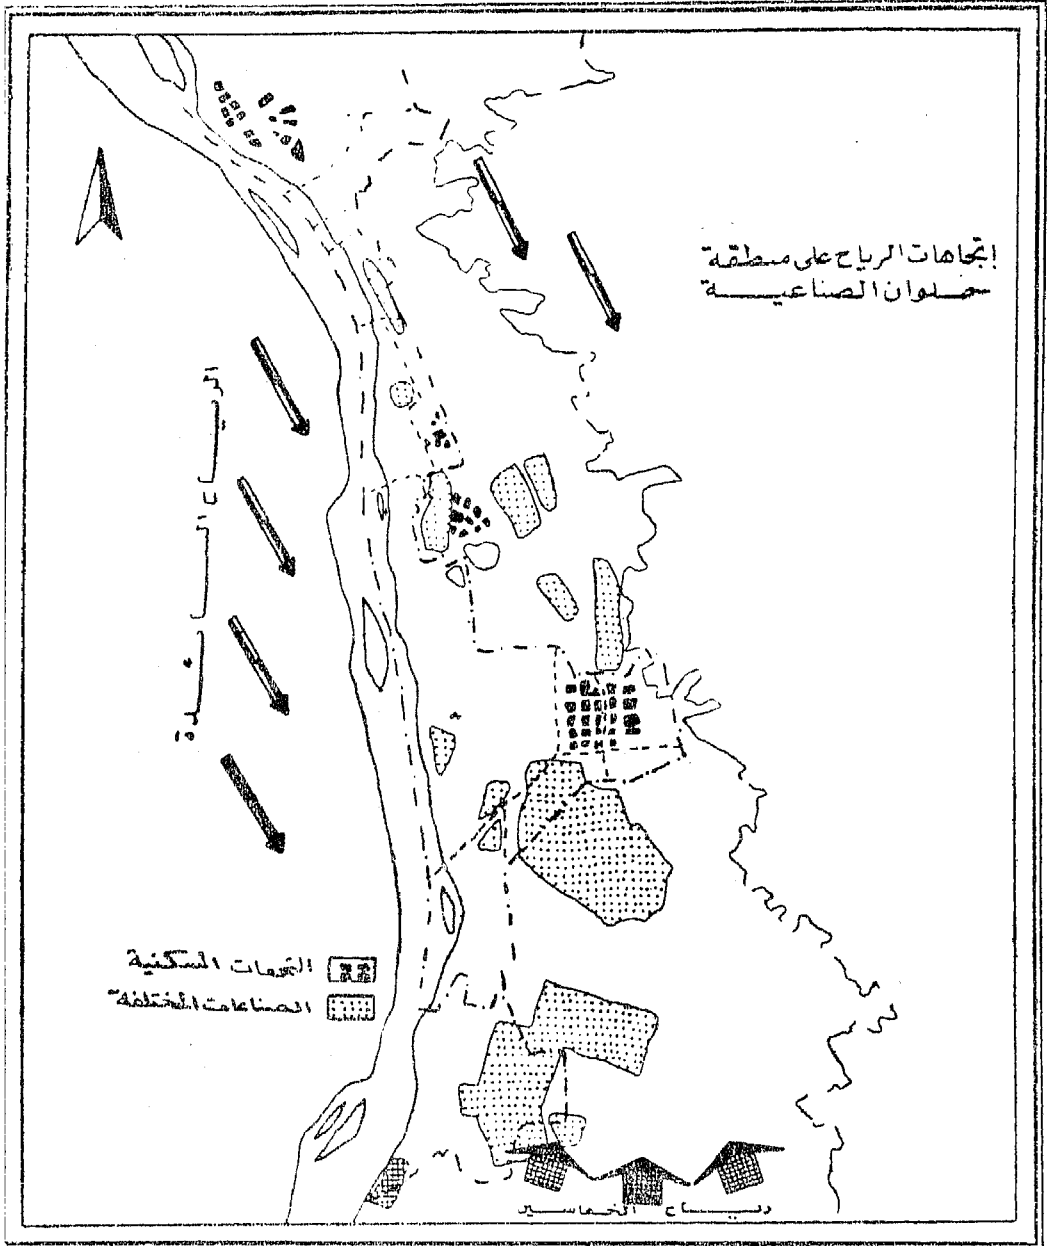 إتجاهات الرياح على منطقة
حلوان الصناعية
الرياح السائدة
التجمعات السكنية
الصناعات المختلفة
رياح الخماسين